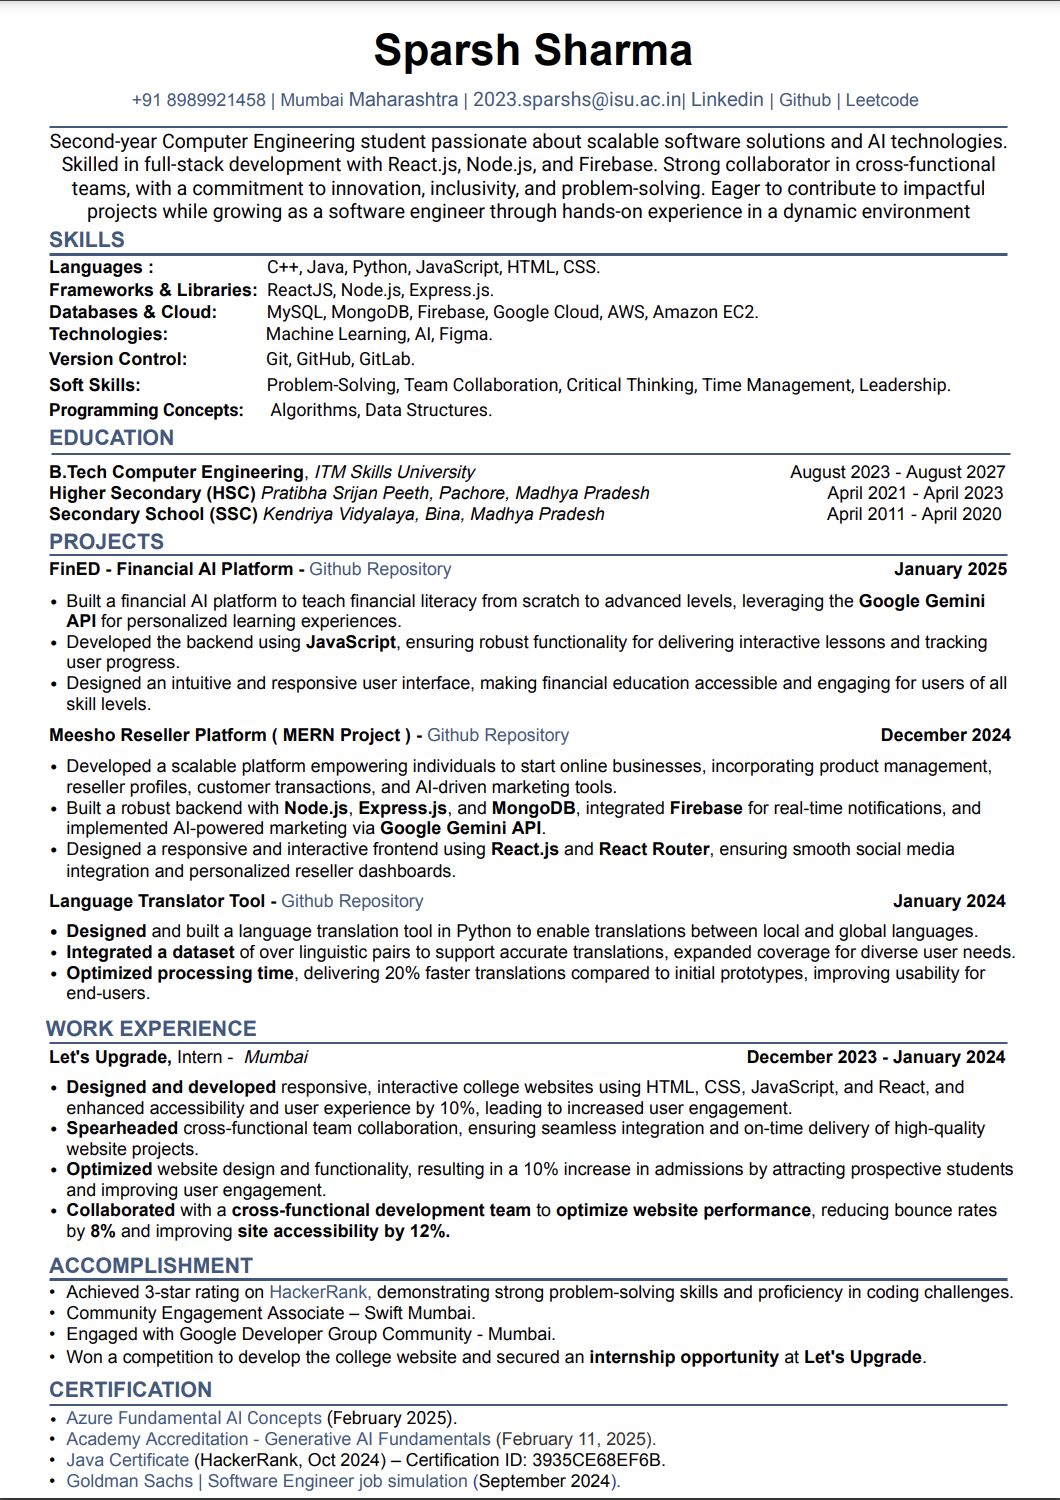 Sparsh Sharma
+91 8989921458 | Mumbai Maharashtra | 2023.sparshs@isu.ac.in| Linkedin | Github | Leetcode
Second-year Computer Engineering student passionate about scalable software solutions and AI technologies.
Skilled in full-stack development with React.js, Node.js, and Firebase. Strong collaborator in cross-functional
teams, with a commitment to innovation, inclusivity, and problem-solving. Eager to contribute to impactful
projects while growing as a software engineer through hands-on experience in a dynamic environment
SKILLS
Languages : C++, Java, Python, JavaScript, HTML, CSS.
Frameworks & Libraries: ReactJS, Node.js, Express.js.
Databases & Cloud: MySQL, MongoDB, Firebase, Google Cloud, AWS, Amazon EC2.
Technologies: Machine Learning, AI, Figma.
Version Control: Git, GitHub, GitLab.
Soft Skills: Problem-Solving, Team Collaboration, Critical Thinking, Time Management, Leadership.
Programming Concepts: Algorithms, Data Structures.
EDUCATION
B.Tech Computer Engineering, ITM Skills University August 2023 - August 2027
Higher Secondary (HSC) Pratibha Srijan Peeth, Pachore, Madhya Pradesh April 2021 - April 2023
Secondary School (SSC) Kendriya Vidyalaya, Bina, Madhya Pradesh April 2011 - April 2020
PROJECTS
FinED - Financial AI Platform - Github Repository January 2025
• Built a financial AI platform to teach financial literacy from scratch to advanced levels, leveraging the Google Gemini
API for personalized learning experiences.
• Developed the backend using JavaScript, ensuring robust functionality for delivering interactive lessons and tracking
user progress.
• Designed an intuitive and responsive user interface, making financial education accessible and engaging for users of all
skill levels.
Meesho Reseller Platform ( MERN Project ) - Github Repository December 2024
• Developed a scalable platform empowering individuals to start online businesses, incorporating product management,
reseller profiles, customer transactions, and AI-driven marketing tools.
• Built a robust backend with Node.js, Express.js, and MongoDB, integrated Firebase for real-time notifications, and
implemented AI-powered marketing via Google Gemini API.
• Designed a responsive and interactive frontend using React.js and React Router, ensuring smooth social media
integration and personalized reseller dashboards.
Language Translator Tool - Github Repository January 2024
• Designed and built a language translation tool in Python to enable translations between local and global languages.
• Integrated a dataset of over linguistic pairs to support accurate translations, expanded coverage for diverse user needs.
• Optimized processing time, delivering 20% faster translations compared to initial prototypes, improving usability for
end-users.
WORK EXPERIENCE
Let's Upgrade, Intern - Mumbai December 2023 - January 2024
• Designed and developed responsive, interactive college websites using HTML, CSS, JavaScript, and React, and
enhanced accessibility and user experience by 10%, leading to increased user engagement.
• Spearheaded cross-functional team collaboration, ensuring seamless integration and on-time delivery of high-quality
website projects.
• Optimized website design and functionality, resulting in a 10% increase in admissions by attracting prospective students
and improving user engagement.
• Collaborated with a cross-functional development team to optimize website performance, reducing bounce rates
by 8% and improving site accessibility by 12%.
ACCOMPLISHMENT
• Achieved 3-star rating on HackerRank, demonstrating strong problem-solving skills and proficiency in coding challenges.
• Community Engagement Associate – Swift Mumbai.
• Engaged with Google Developer Group Community - Mumbai.
• Won a competition to develop the college website and secured an internship opportunity at Let's Upgrade.
CERTIFICATION
• Azure Fundamental AI Concepts (February 2025).
• Academy Accreditation - Generative AI Fundamentals (February 11, 2025).
• Java Certificate (HackerRank, Oct 2024) – Certification ID: 3935CE68EF6B.
• Goldman Sachs | Software Engineer job simulation (September 2024).